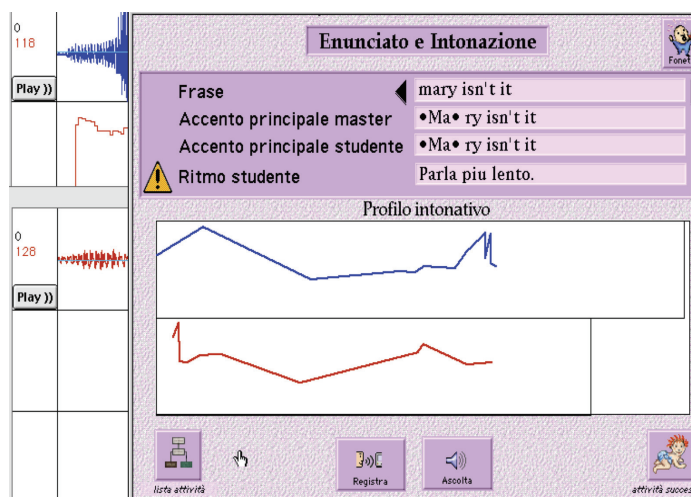 0
118
Play ))
0
128
Play ))
Enunciato e Intonazione
Fonet
Frase
mary isn't it
Accento principale master
•Ma• ry isn't it
Accento principale studente
•Ma• ry isn't it
Ritmo studente
Parla piu lento.
Profilo intonativo
lista attività
Registra
Ascolta
attività succes